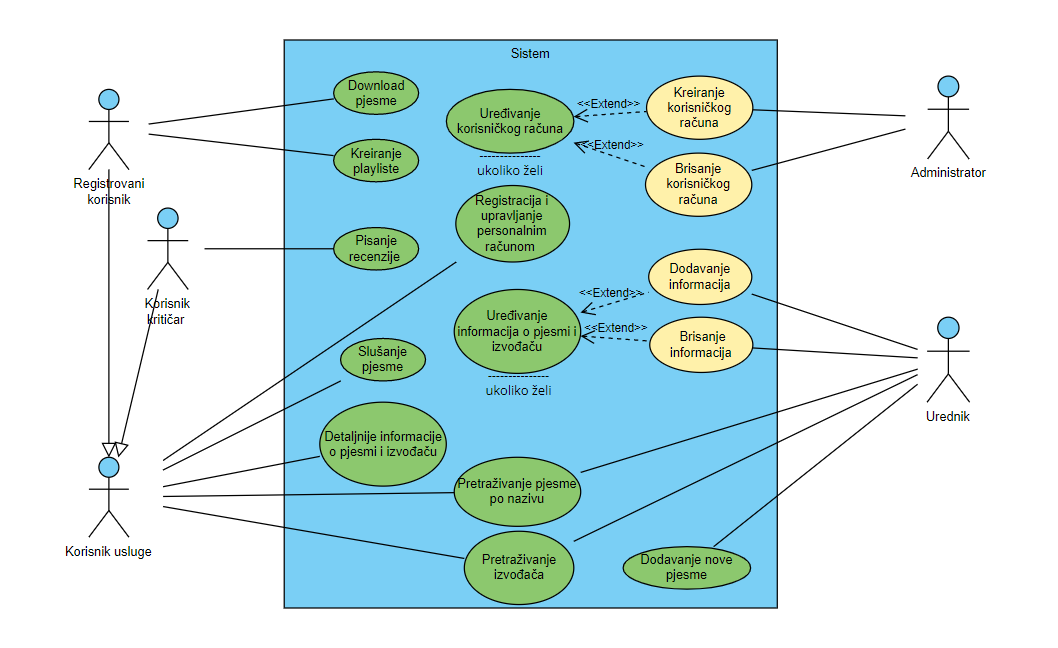 Sistem
Download
pjesme
Kreiranje
playliste
Pisanje
recenzije
Uređivanje
korisničkog računa
---------------
ukoliko želi
<<Extend>>
<<Extend>>
Kreiranje
korisničkog
računa
Brisanje
korisničkog
računa
Registracija i
upravljanje
personalnim
računom
Dodavanje
informacija
Brisanje
informacija
<<Extend>>
<<Extend>>
Uređivanje
informacija o pjesmi i
izvođaču
---------------
ukoliko želi
Slušanje
pjesme
Detaljnije informacije
o pjesmi i izvođaču
Pretraživanje pjesme
po nazivu
Pretraživanje
izvođača
Dodavanje nove
pjesme
Registrovani
korisnik
Korisnik
kritičar
Korisnik usluge
Administrator
Urednik